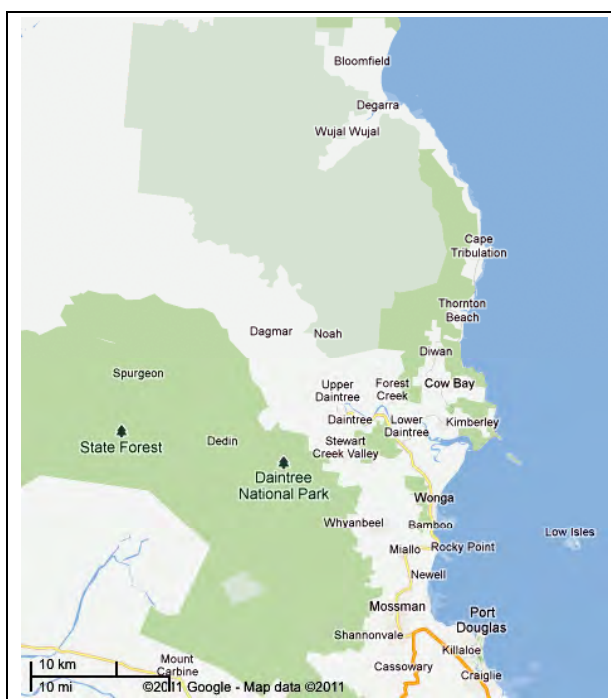 Bloomfield
Degarra
Wujal Wujal
Cape
Tribulation
Thornton
Beach
Dagmar
Noah
Diwan
Spurgeon
Upper
Daintree
Forest
Creek
Cow Bay
Daintree
Lower
Daintree
Kimberley
State Forest
Dedin
Stewart
Creek Valley
Daintree
National Park
Wonga
Whyanbeel
Bamboo
Low Isles
Miallo
Rocky Point
Newell
Mossman
Port
Douglas
Shannonvale
Killaloe
Mount
Carbine
Cassowary
Craiglie
10 km
10 mi
©2011 Google - Map data ©2011